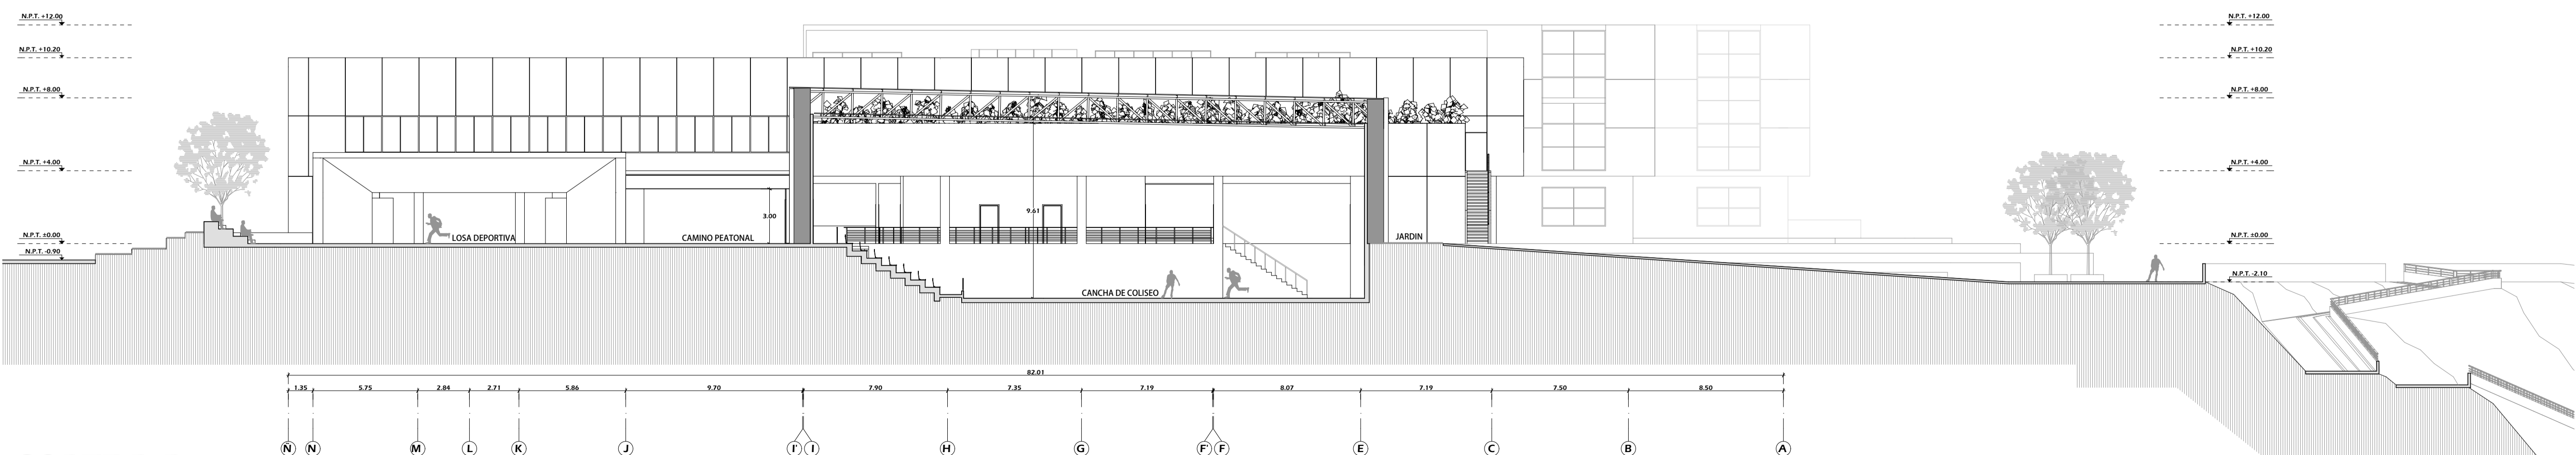 N.P.T. +12.00
N.P.T. +12.00
N.P.T. +10.20
N.P.T. +10.20
N.P.T. +8.00
N.P.T. +8.00
N.P.T. +4.00
N.P.T. +4.00
3.00
9.61
N.P.T. ±0.00
LOSA DEPORTIVA
CAMINO PEATONAL
JARDIN
N.P.T. ±0.00
N.P.T. -0.90
N.P.T. -2.10
CANCHA DE COLISEO
82.01
1.35 5.75 2.84 2.71 5.86 9.70 7.90 7.35 7.19 8.07 7.19 7.50 8.50
Ñ N M L K J I' I H G F' F E C B A